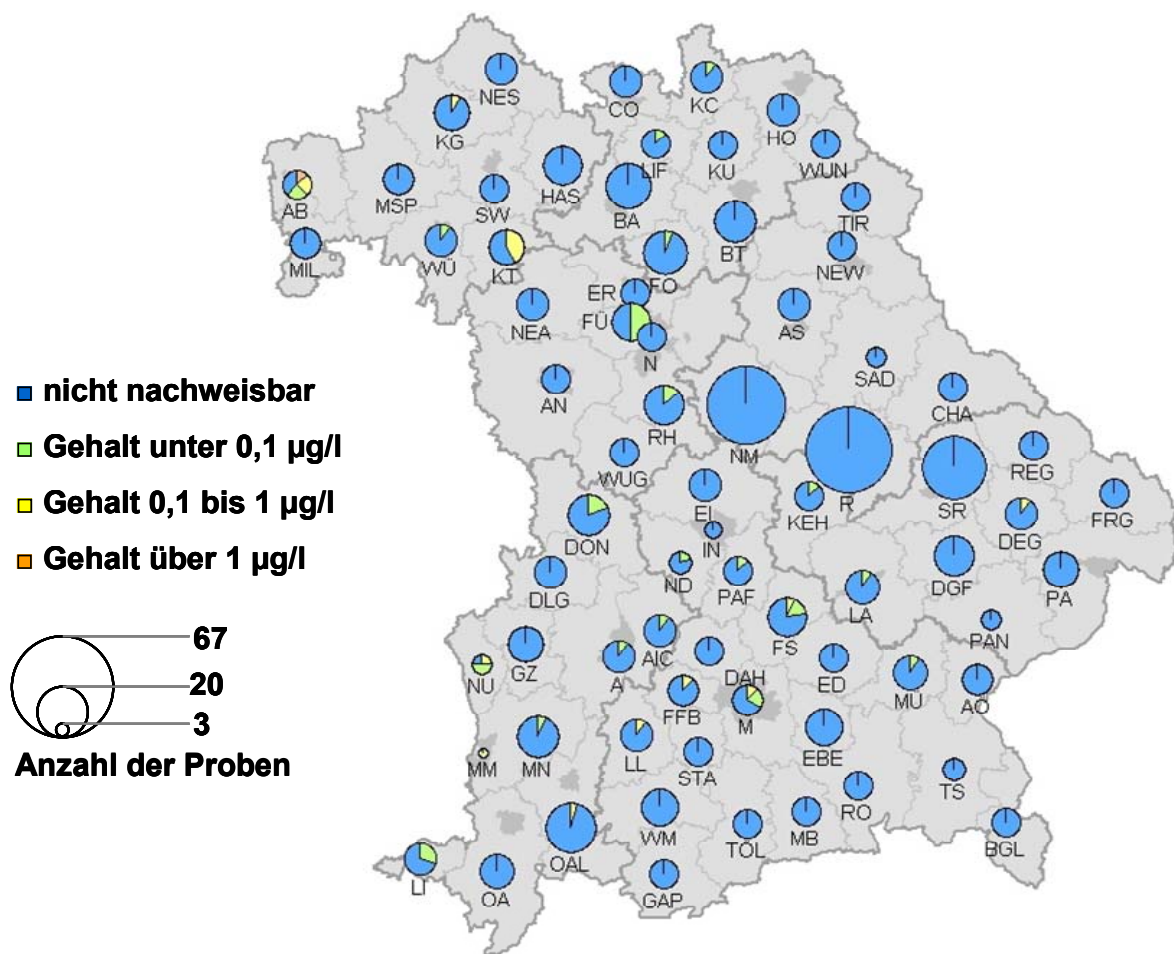 NES
CO
KC
KG
HO
LIF
KU
WUN
HAS
AB
MSP
SW
BA
TIR
BT
MIL
WÜ
KT
FO
NEW
ER
NEA
FÜ
N
AS
SAD
AN
CHA
RH
NM
WUG
R
REG
EI
KEH
SR
FRG
DON
IN
DEG
ND
PAF
DGF
DLG
LA
PA
PAN
AIC
FS
GZ
A
DAH
ED
NU
FFB
M
MÜ
AÖ
MM
MN
LL
STA
EBE
TS
RO
WM
TÖL
MB
BGL
OAL
LI
OA
GAP
nicht nachweisbar
Gehalt unter 0,1 µg/l
Gehalt 0,1 bis 1 µg/l
Gehalt über 1 µg/l
67
20
3
Anzahl der Proben